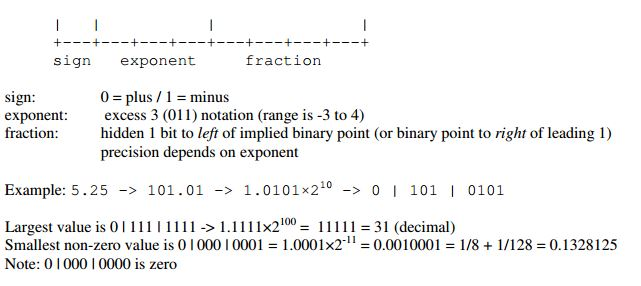 |   |           |               |
+---+---+---+---+---+---+---+---+
sign   exponent      fraction
sign: 0 = plus / 1 = minus
exponent: excess 3 (011) notation (range is -3 to 4)
fraction: hidden 1 bit to left of implied binary point (or binary point to right of leading 1)
precision depends on exponent
Example: 5.25 -> 101.01 -> 1.0101×2^10 -> 0 | 101 | 0101
Largest value is 0 | 111 | 1111 -> 1.1111×2^100 = 11111 = 31 (decimal)
Smallest non-zero value is 0 | 000 | 0001 = 1.0001×2^-11 = 0.0010001 = 1/8 + 1/128 = 0.1328125
Note: 0 | 000 | 0000 is zero